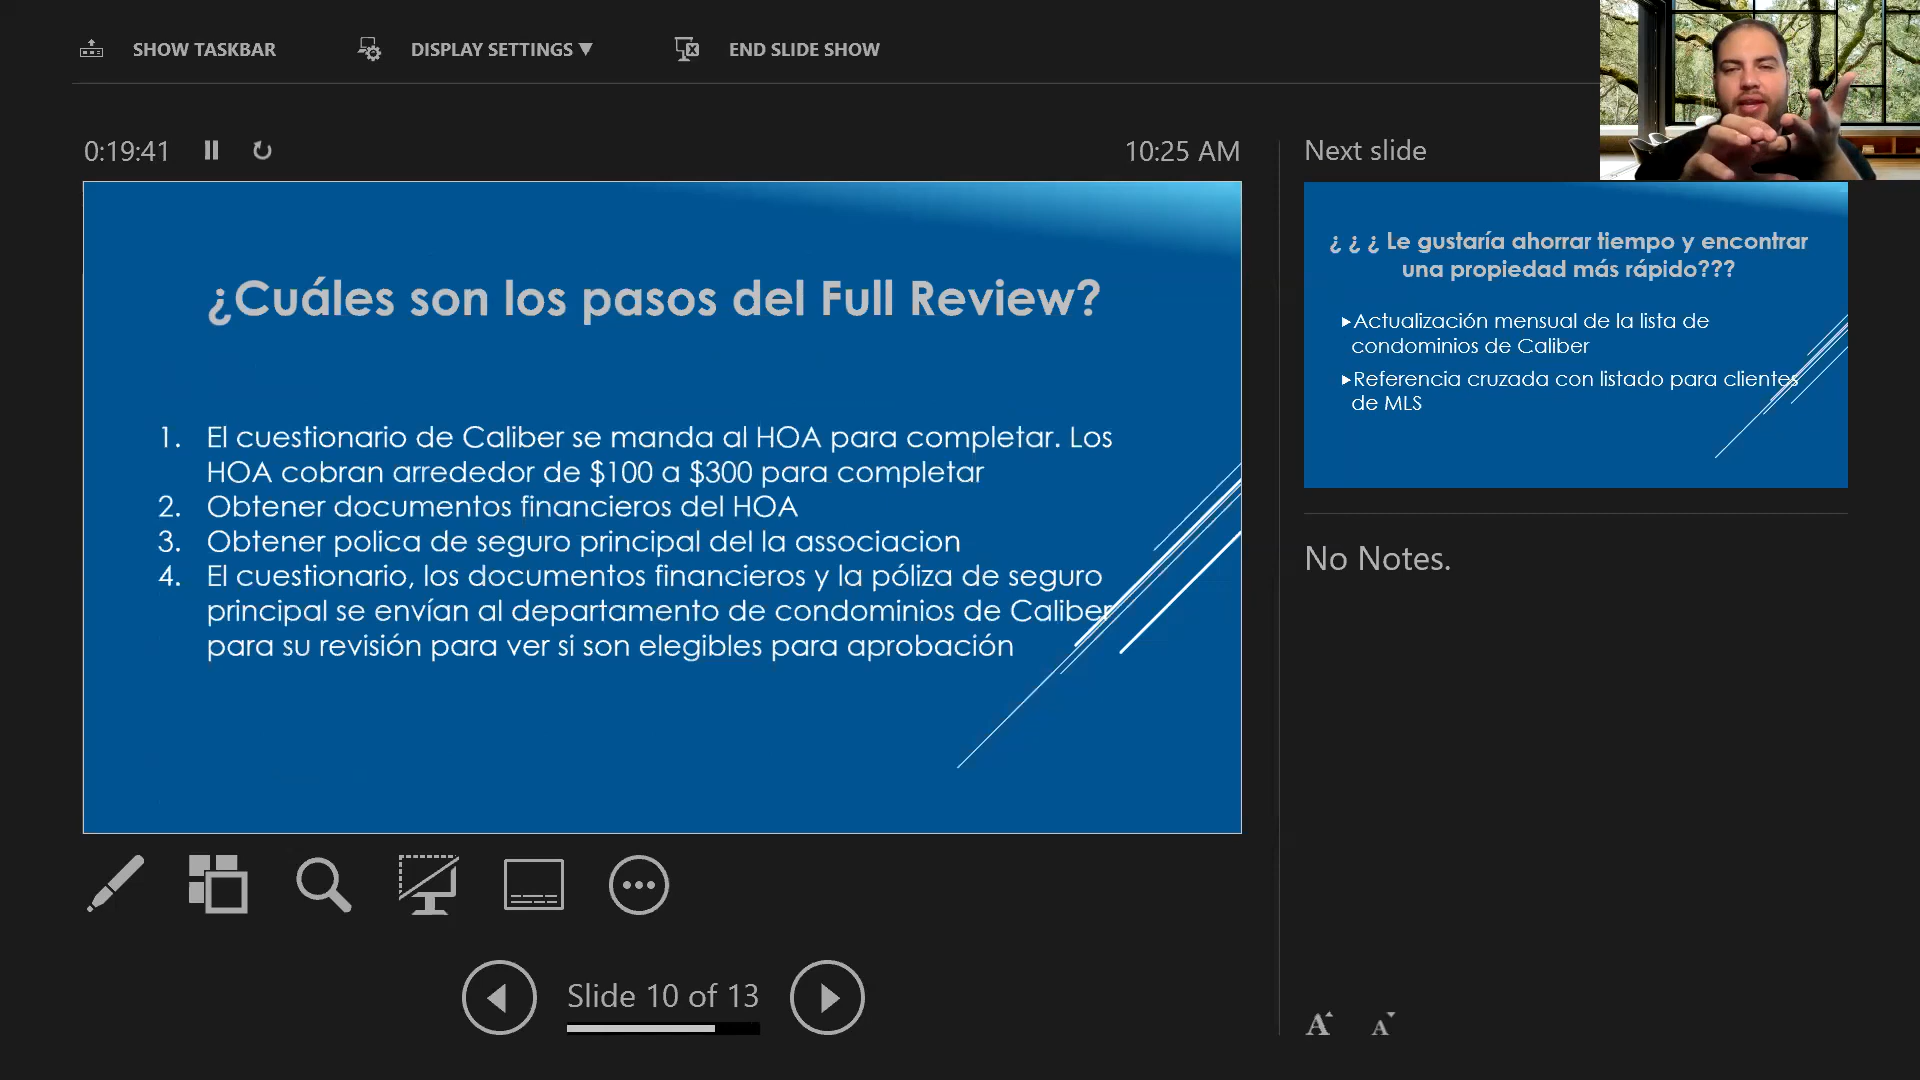 SHOW TASKBAR
DISPLAY SETTINGS ▼
END SLIDE SHOW
0:19:41
10:25 AM
¿Cuáles son los pasos del Full Review?
1. El cuestionario de Caliber se manda al HOA para completar. Los
HOA cobran arrededor de $100 a $300 para completar
2. Obtener documentos financieros del HOA
3. Obtener polica de seguro principal del la associacion
4. El cuestionario, los documentos financieros y la póliza de seguro
principal se envían al departamento de condominios de Caliber
para su revisión para ver si son elegibles para aprobación
Slide 10 of 13
Next slide
¿ ¿ ¿ Le gustaría ahorrar tiempo y encontrar
una propiedad más rápido???
▶Actualización mensual de la lista de
condominios de Caliber
▶Referencia cruzada con listado para clientes
de MLS
No Notes.
A A